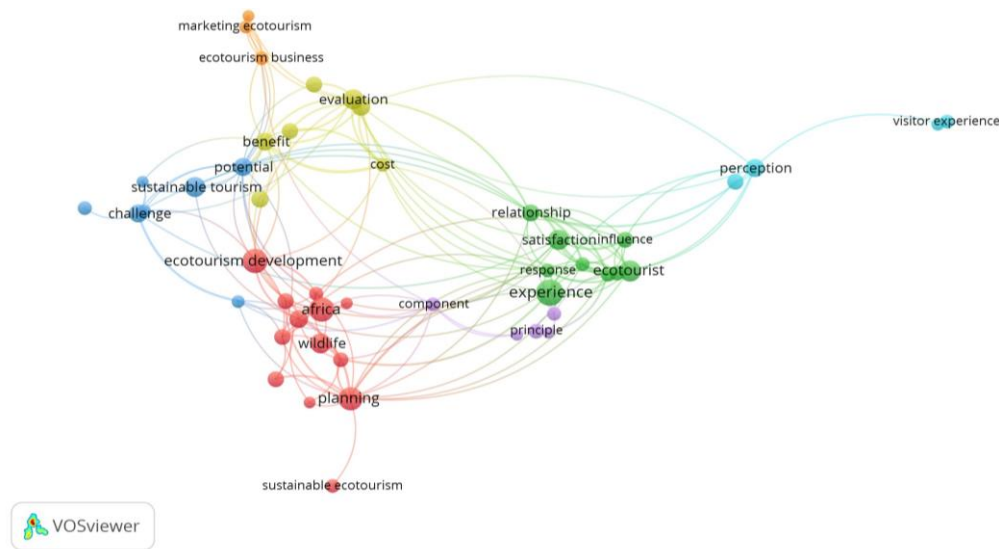 marketing ecotourism
ecotourism business
evaluation
visitor experience
benefit
cost
potential
perception
sustainable tourism
challenge
relationship
satisfaction
influence
ecotourism development
response
ecotourist
experience
component
africa
principle
wildlife
planning
sustainable ecotourism
VOSviewer